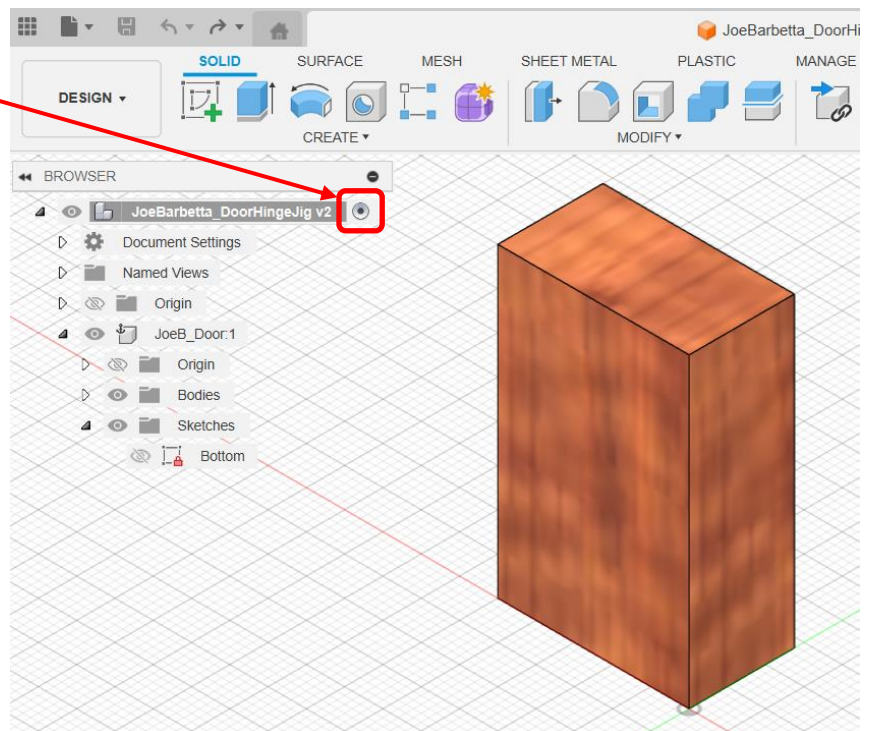 JoeBarbetta_DoorHi
SOLID SURFACE MESH SHEET METAL PLASTIC MANAGE
DESIGN
CREATE MODIFY
BROWSER
JoeBarbetta_DoorHingeJig v2
Document Settings
Named Views
Origin
JoeB_Door:1
Origin
Bodies
Sketches
Bottom